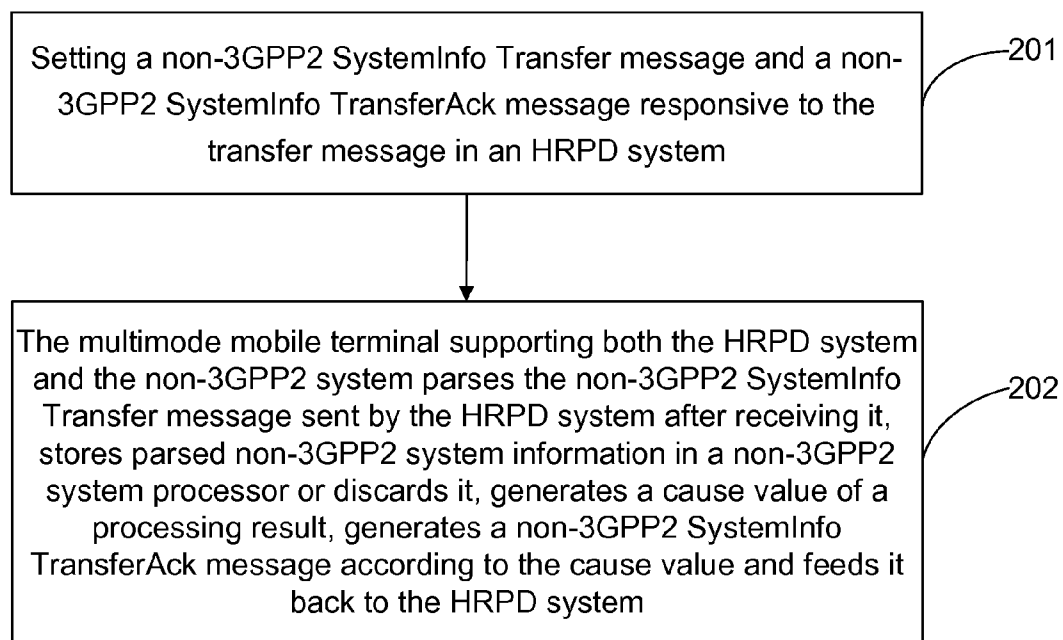 Setting a non-3GPP2 SystemInfo Transfer message and a non-
3GPP2 SystemInfo TransferAck message responsive to the
transfer message in an HRPD system
201
The multimode mobile terminal supporting both the HRPD system
and the non-3GPP2 system parses the non-3GPP2 SystemInfo
Transfer message sent by the HRPD system after receiving it,
stores parsed non-3GPP2 system information in a non-3GPP2
system processor or discards it, generates a cause value of a
processing result, generates a non-3GPP2 SystemInfo
TransferAck message according to the cause value and feeds it
back to the HRPD system
202